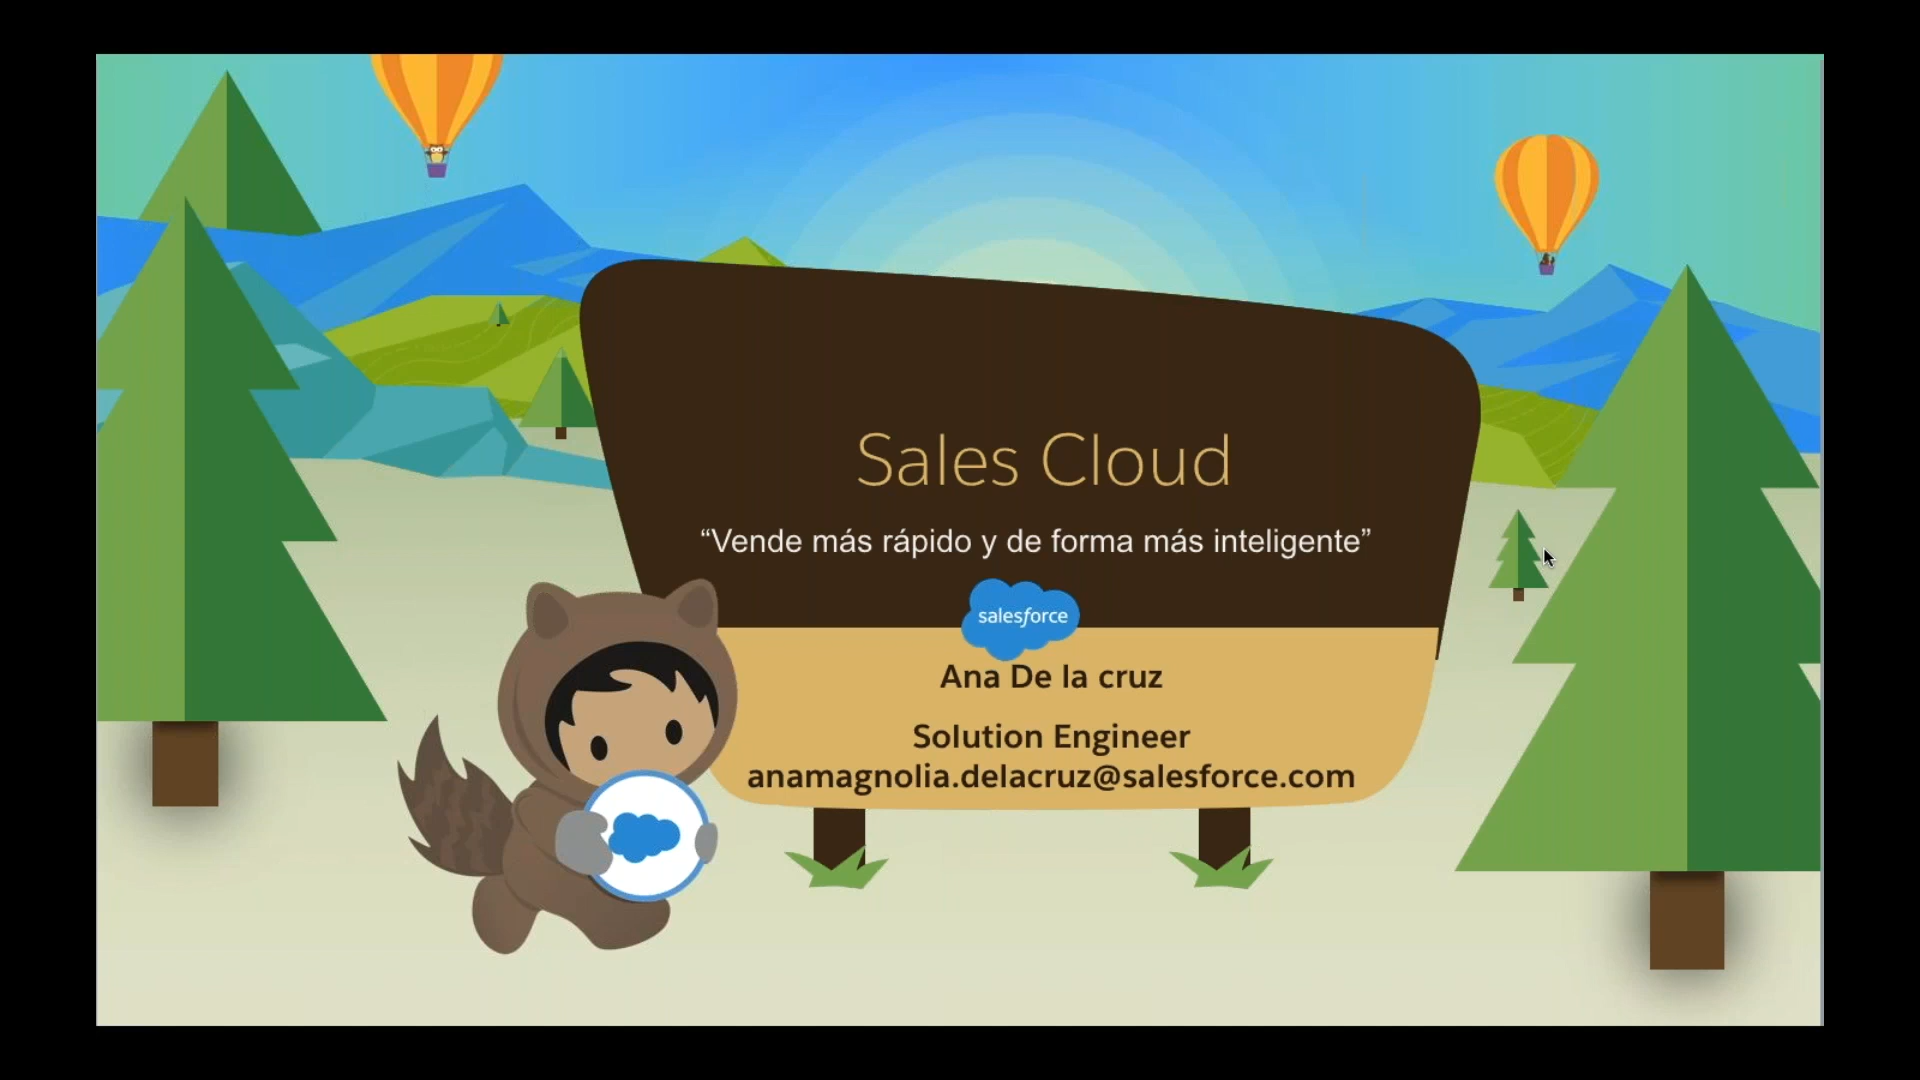 Sales Cloud
“Vende más rápido y de forma más inteligente”
salesforce
Ana De la cruz
Solution Engineer
anamagnolia.delacruz@salesforce.com